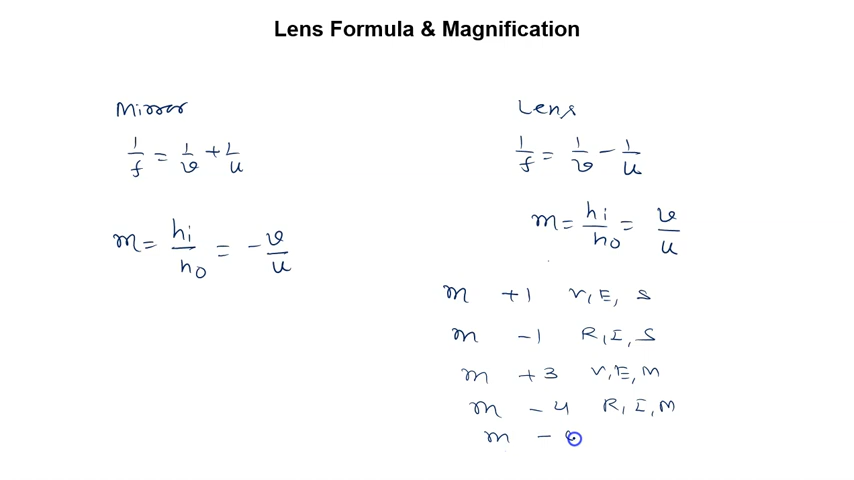 Lens Formula & Magnification
Mirror
1/f = 1/v + 1/u
m = hi/ho = - v/u
Lens
1/f = 1/v - 1/u
m = hi/ho = v/u
m +1 V, E, S
m -1 R, I, S
m +3 V, E, M
m -4 R, I, M
m -